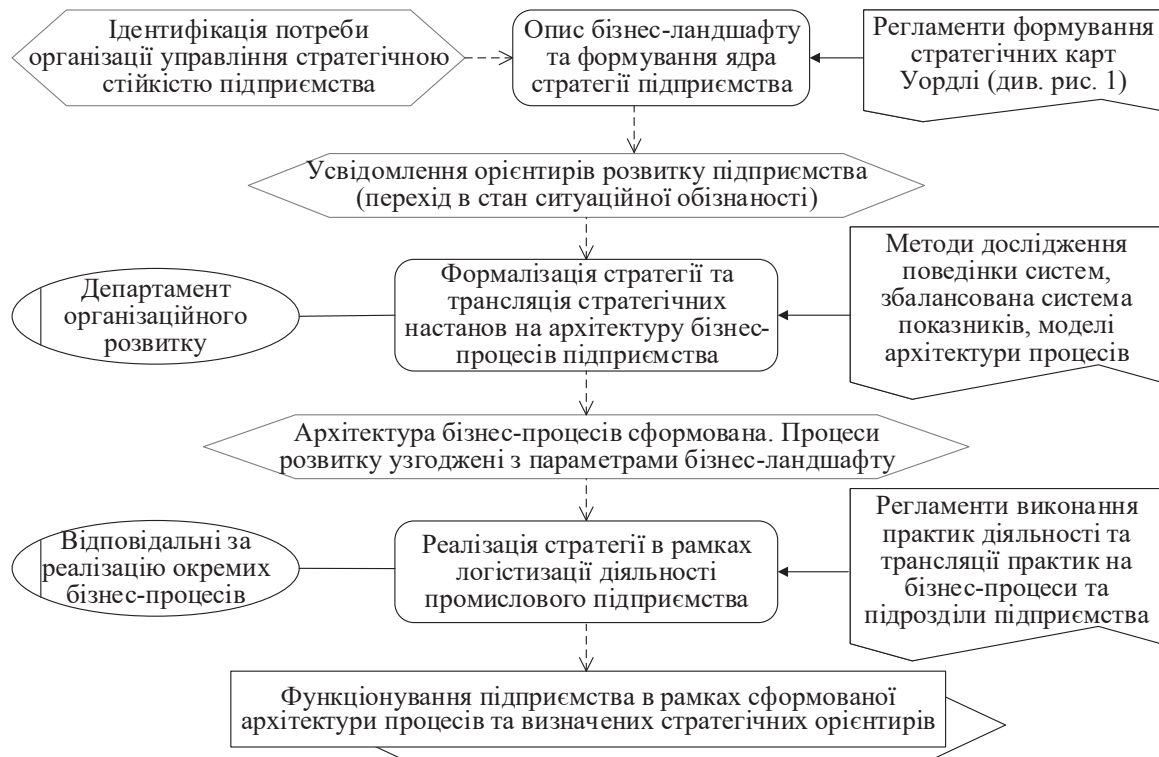 Ідентифікація потреби
організації управління стратегічною
стійкістю підприємства
Опис бізнес-ландшафту
та формування ядра
стратегії підприємства
Регламенти формування
стратегічних карт
Уордлі (див. рис. 1)
Усвідомлення орієнтирів розвитку підприємства
(перехід в стан ситуаційної обізнаності)
Департамент
організаційного
розвитку
Формалізація стратегії та
трансляція стратегічних
настанов на архітектуру бізнес-
процесів підприємства
Методи дослідження
поведінки систем,
збалансована система
показників, моделі
архітектури процесів
Архітектура бізнес-процесів сформована. Процеси
розвитку узгоджені з параметрами бізнес-ландшафту
Відповідальні за
реалізацію окремих
бізнес-процесів
Реалізація стратегії в рамках
логістизації діяльності
промислового підприємства
Регламенти виконання
практик діяльності та
трансляції практик на
бізнес-процеси та
підрозділи підприємства
Функціонування підприємства в рамках сформованої
архітектури процесів та визначених стратегічних орієнтирів